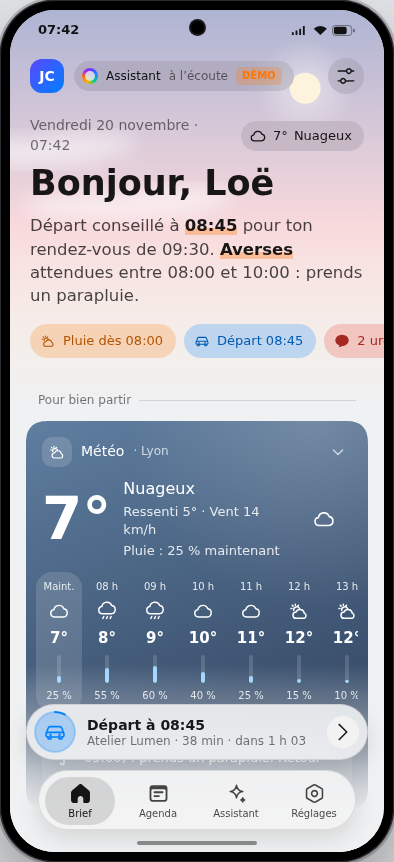 07:42
JC
Assistant à l'écoute DÉMO
Vendredi 20 novembre ·
07:42
7° Nuageux
Bonjour, Loë
Départ conseillé à 08:45 pour ton
rendez-vous de 09:30. Averses
attendues entre 08:00 et 10:00 : prends
un parapluie.
Pluie dès 08:00
Départ 08:45
2 ur
Pour bien partir
Météo · Lyon
7°
Nuageux
Ressenti 5° · Vent 14
km/h
Pluie : 25 % maintenant
Maint. 08 h 09 h 10 h 11 h 12 h 13 h
7° 8° 9° 10° 11° 12° 12°
25 % 55 % 60 % 40 % 25 % 15 % 10 %
Départ à 08:45
Atelier Lumen · 38 min · dans 1 h 03
Brief Agenda Assistant Réglages